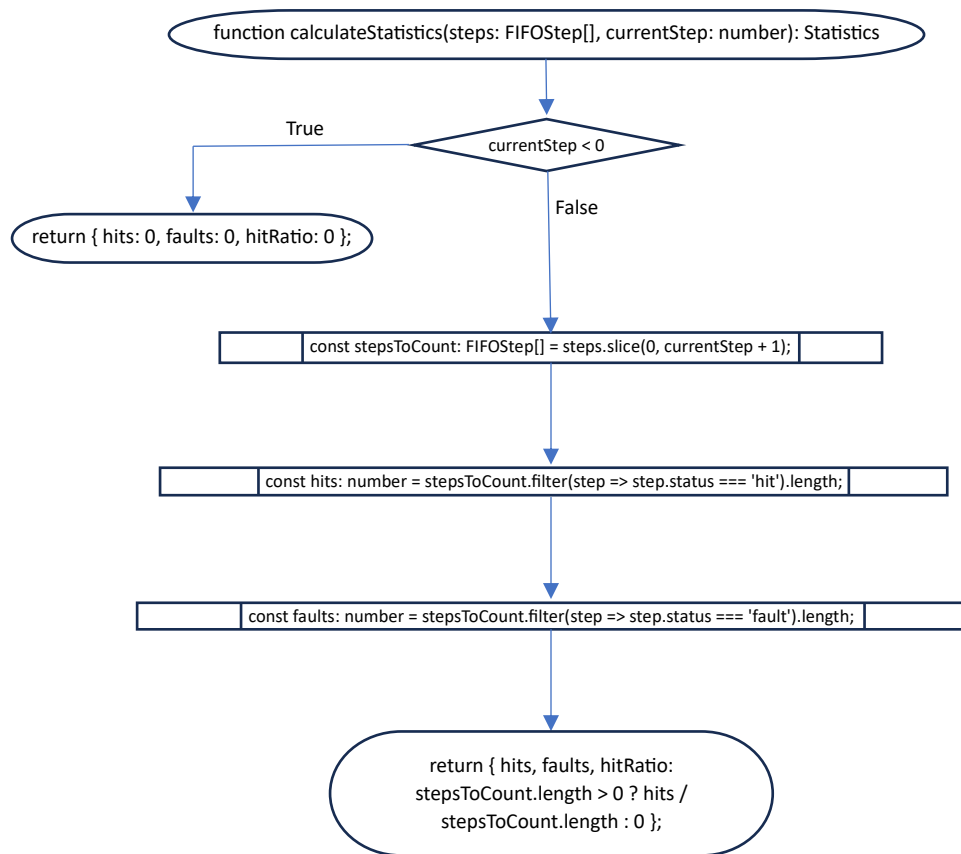 function calculateStatistics(steps: FIFOStep[], currentStep: number): Statistics
True
currentStep < 0
False
return { hits: 0, faults: 0, hitRatio: 0 };
const stepsToCount: FIFOStep[] = steps.slice(0, currentStep + 1);
const hits: number = stepsToCount.filter(step => step.status === 'hit').length;
const faults: number = stepsToCount.filter(step => step.status === 'fault').length;
return { hits, faults, hitRatio:
stepsToCount.length > 0 ? hits /
stepsToCount.length : 0 };